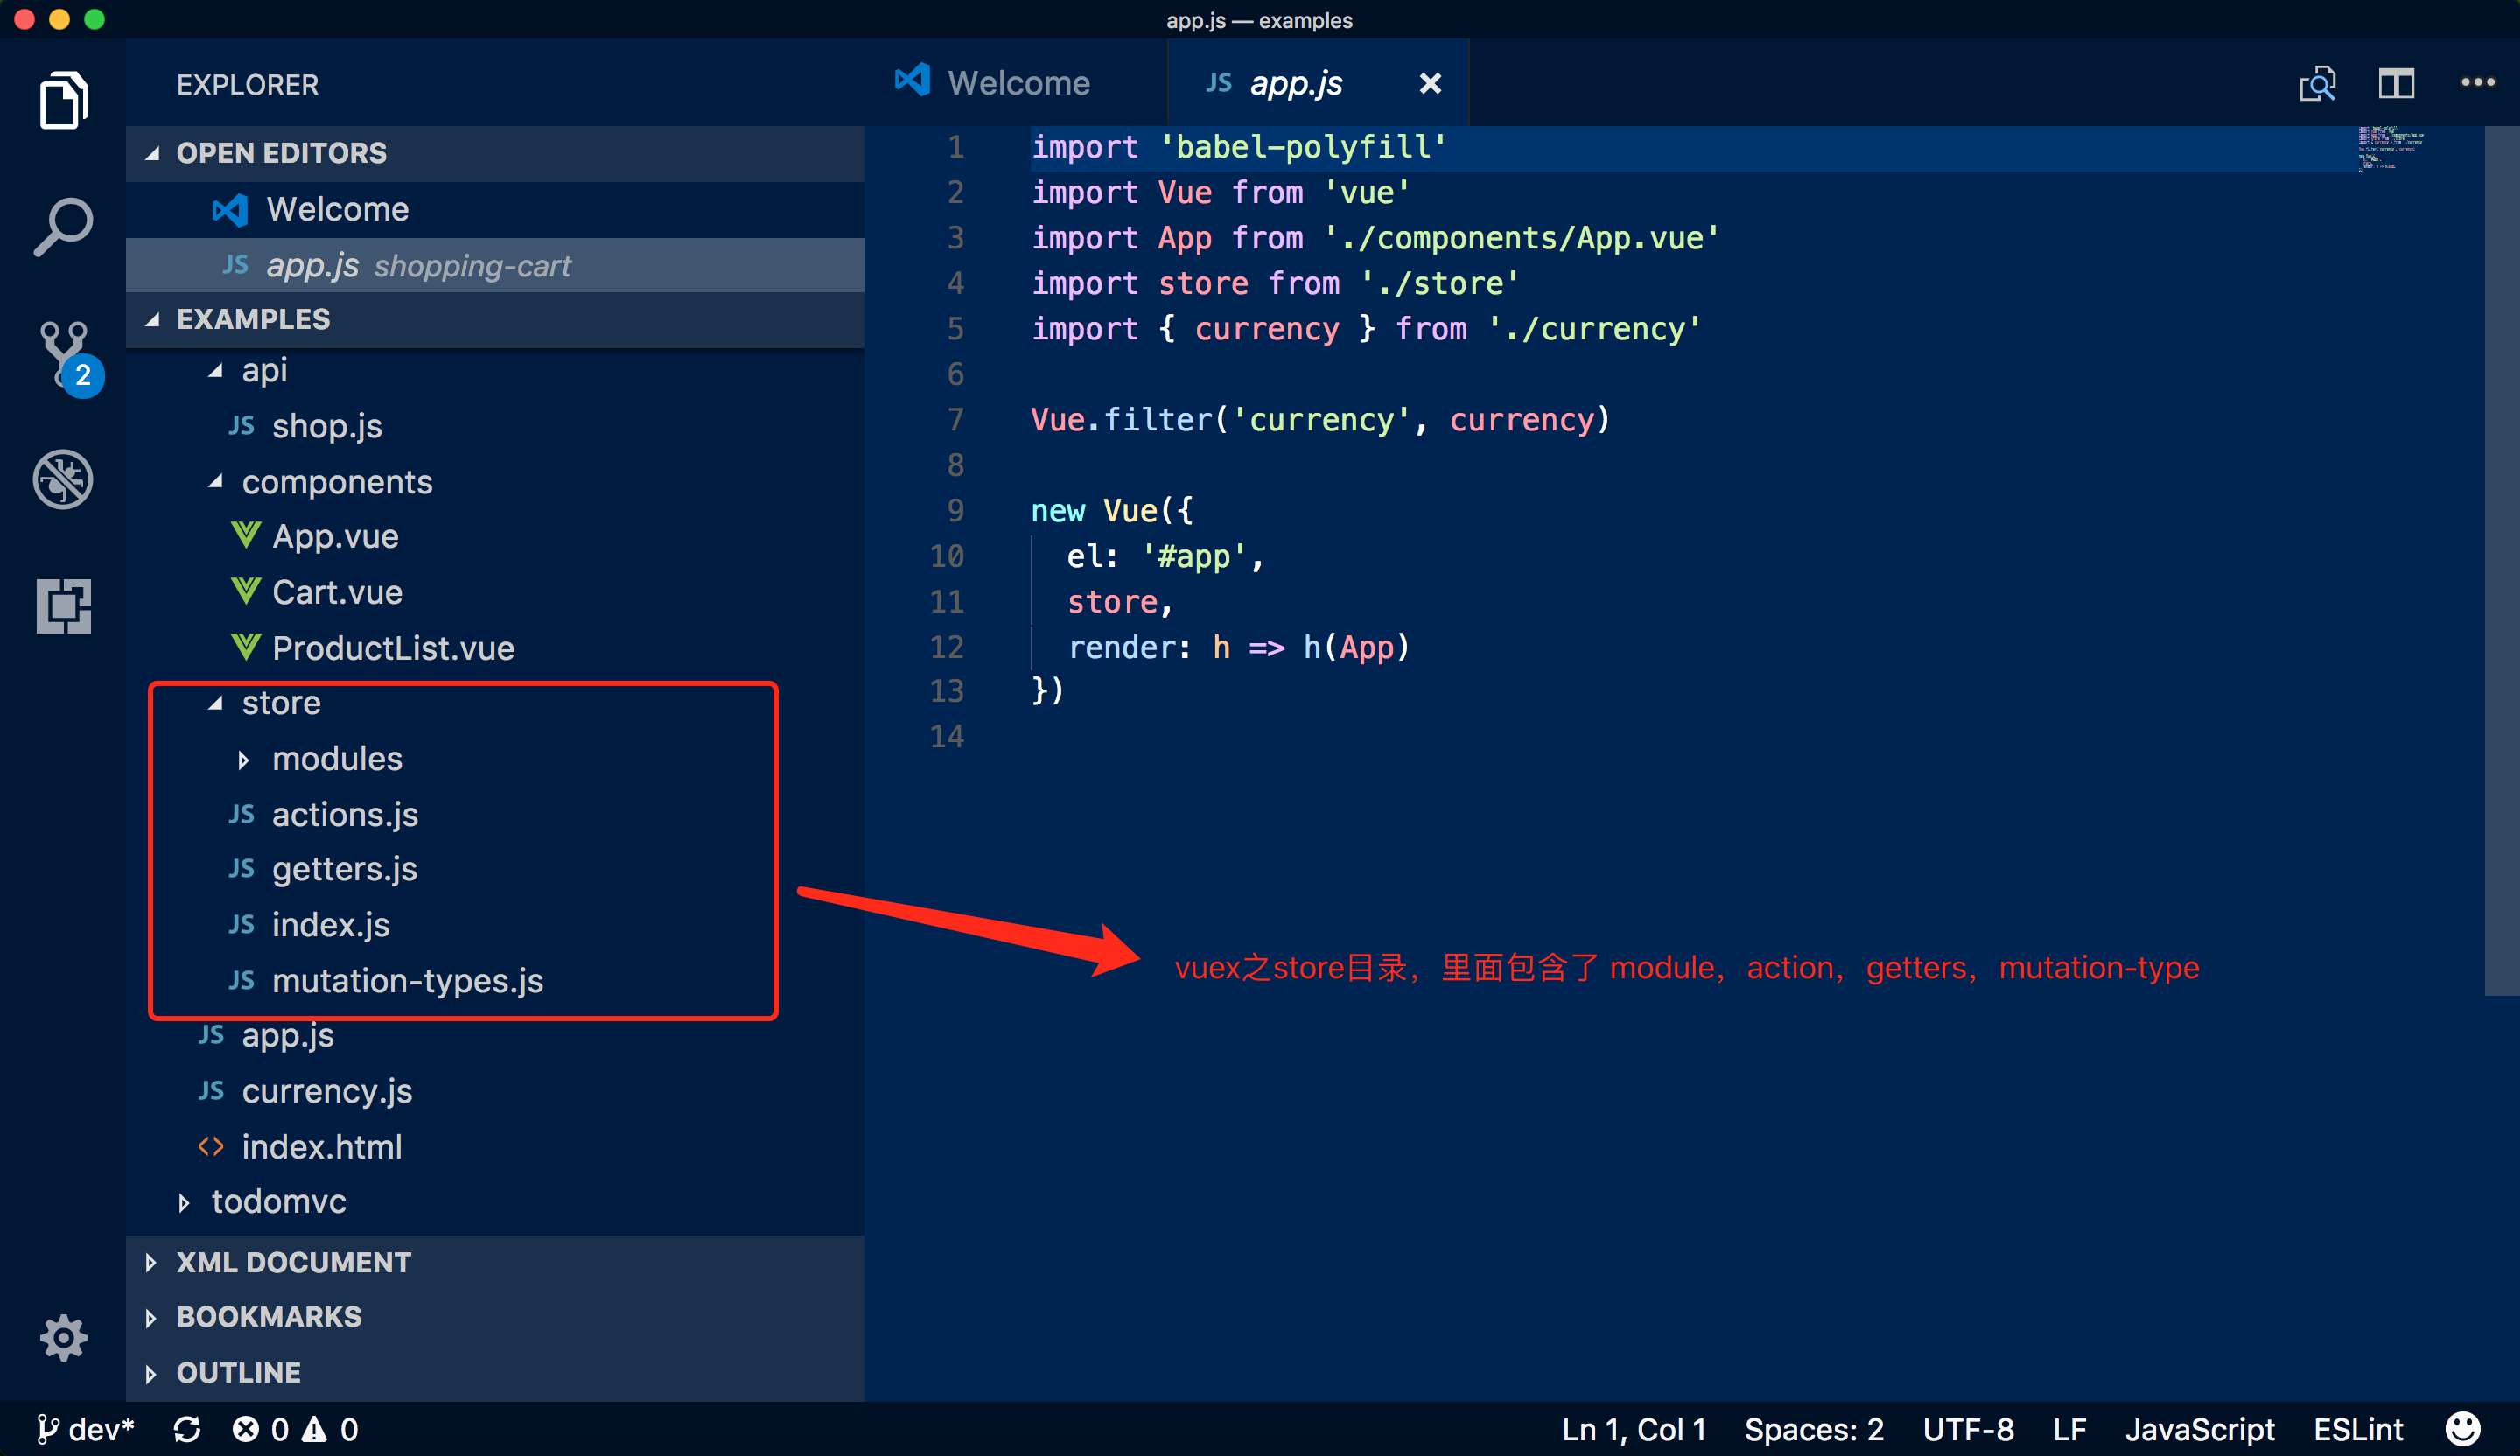 app.js — examples
EXPLORER
OPEN EDITORS
Welcome
JS app.js shopping-cart
EXAMPLES
api
JS shop.js
components
App.vue
Cart.vue
ProductList.vue
store
modules
JS actions.js
JS getters.js
JS index.js
JS mutation-types.js
JS app.js
JS currency.js
<> index.html
todomvc
XML DOCUMENT
BOOKMARKS
OUTLINE
2
Welcome
JS app.js
1 import 'babel-polyfill'
2 import Vue from 'vue'
3 import App from './components/App.vue'
4 import store from './store'
5 import { currency } from './currency'
6
7 Vue.filter('currency', currency)
8
9 new Vue({
10 el: '#app',
11 store,
12 render: h => h(App)
13 })
14
vuex之store目录，里面包含了 module，action，getters，mutation-type
dev* 0 0
Ln 1, Col 1 Spaces: 2 UTF-8 LF JavaScript ESLint